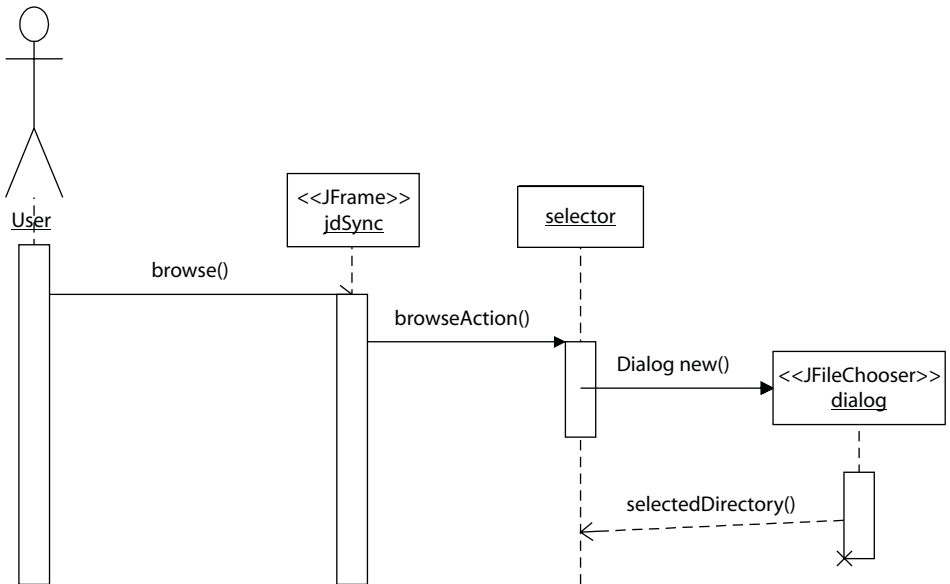 <<JFrame>>
jdSync
selector
User
browse()
browseAction()
Dialog new()
<<JFileChooser>>
dialog
selectedDirectory()